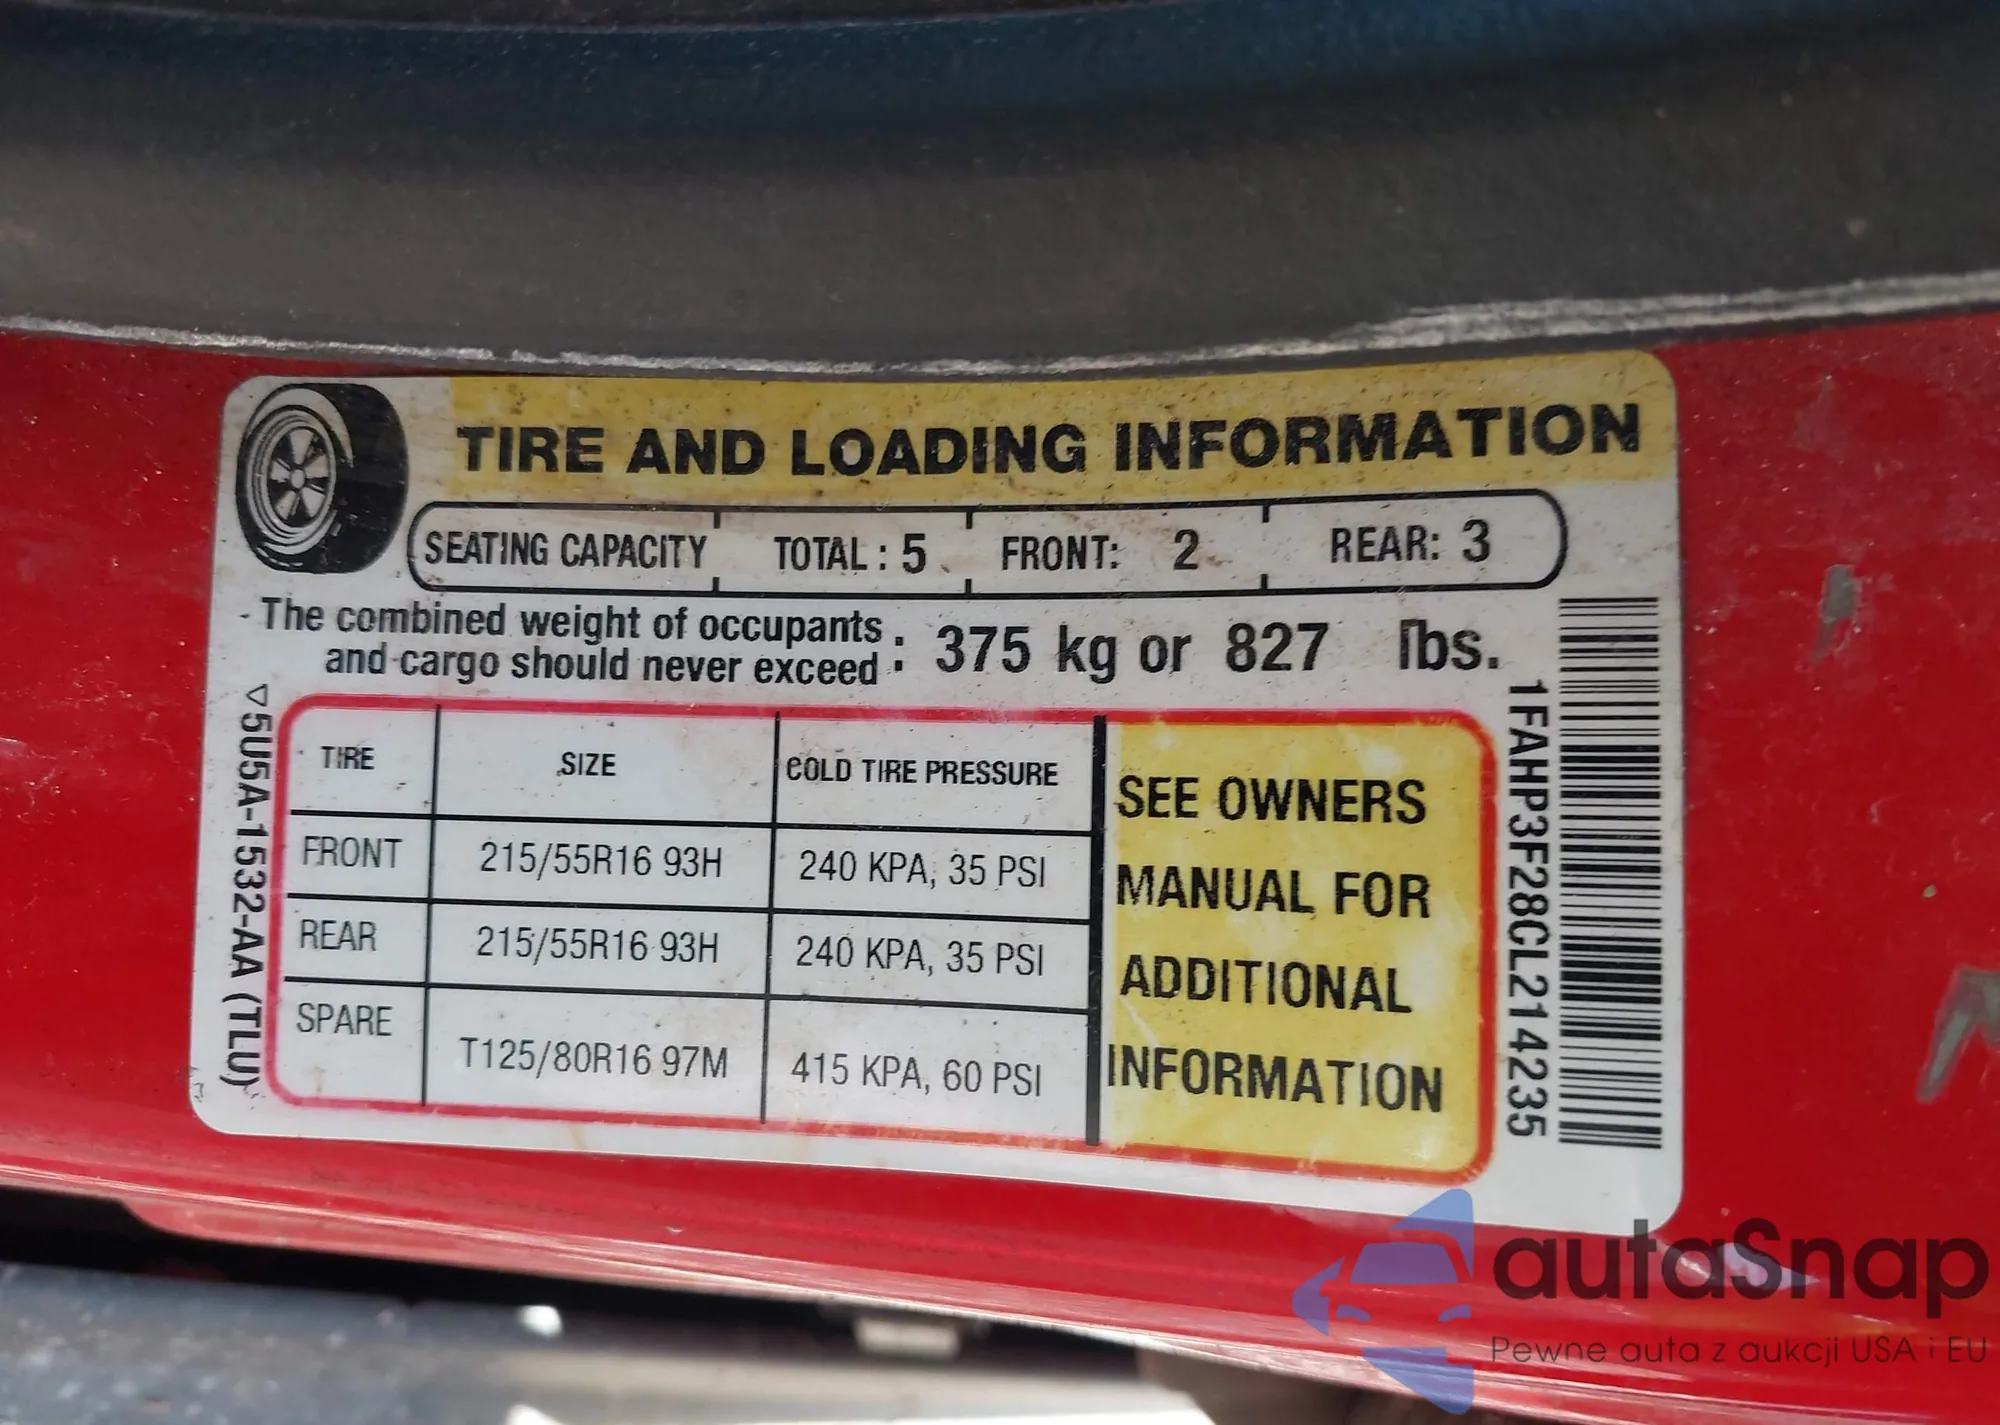 TIRE AND LOADING INFORMATION
SEATING CAPACITY TOTAL : 5 FRONT: 2 REAR: 3
The combined weight of occupants
and cargo should never exceed : 375 kg or 827 lbs.
TIRE SIZE COLD TIRE PRESSURE
FRONT 215/55R16 93H 240 KPA, 35 PSI
REAR 215/55R16 93H 240 KPA, 35 PSI
SPARE T125/80R16 97M 415 KPA, 60 PSI
SEE OWNERS
MANUAL FOR
ADDITIONAL
INFORMATION
5U5A-1532-AA (TLU)
1FAHP3F28CL214235
autaSnap
Pewne auta z aukcji USA i EU